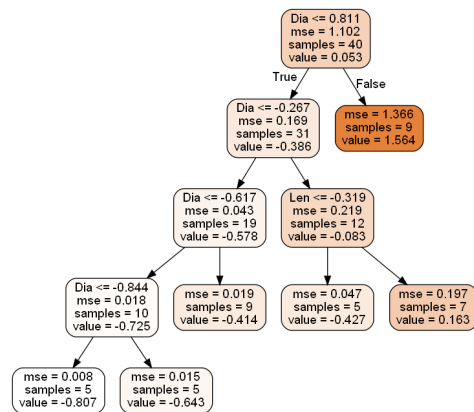 Dia <= 0.811
mse = 1.102
samples = 40
value = 0.053
True
False
Dia <= -0.267
mse = 0.169
samples = 31
value = -0.386
mse = 1.366
samples = 9
value = 1.564
Dia <= -0.617
mse = 0.043
samples = 19
value = -0.578
Len <= -0.319
mse = 0.219
samples = 12
value = -0.083
Dia <= -0.844
mse = 0.018
samples = 10
value = -0.725
mse = 0.019
samples = 9
value = -0.414
mse = 0.047
samples = 5
value = -0.427
mse = 0.197
samples = 7
value = 0.163
mse = 0.008
samples = 5
value = -0.807
mse = 0.015
samples = 5
value = -0.643